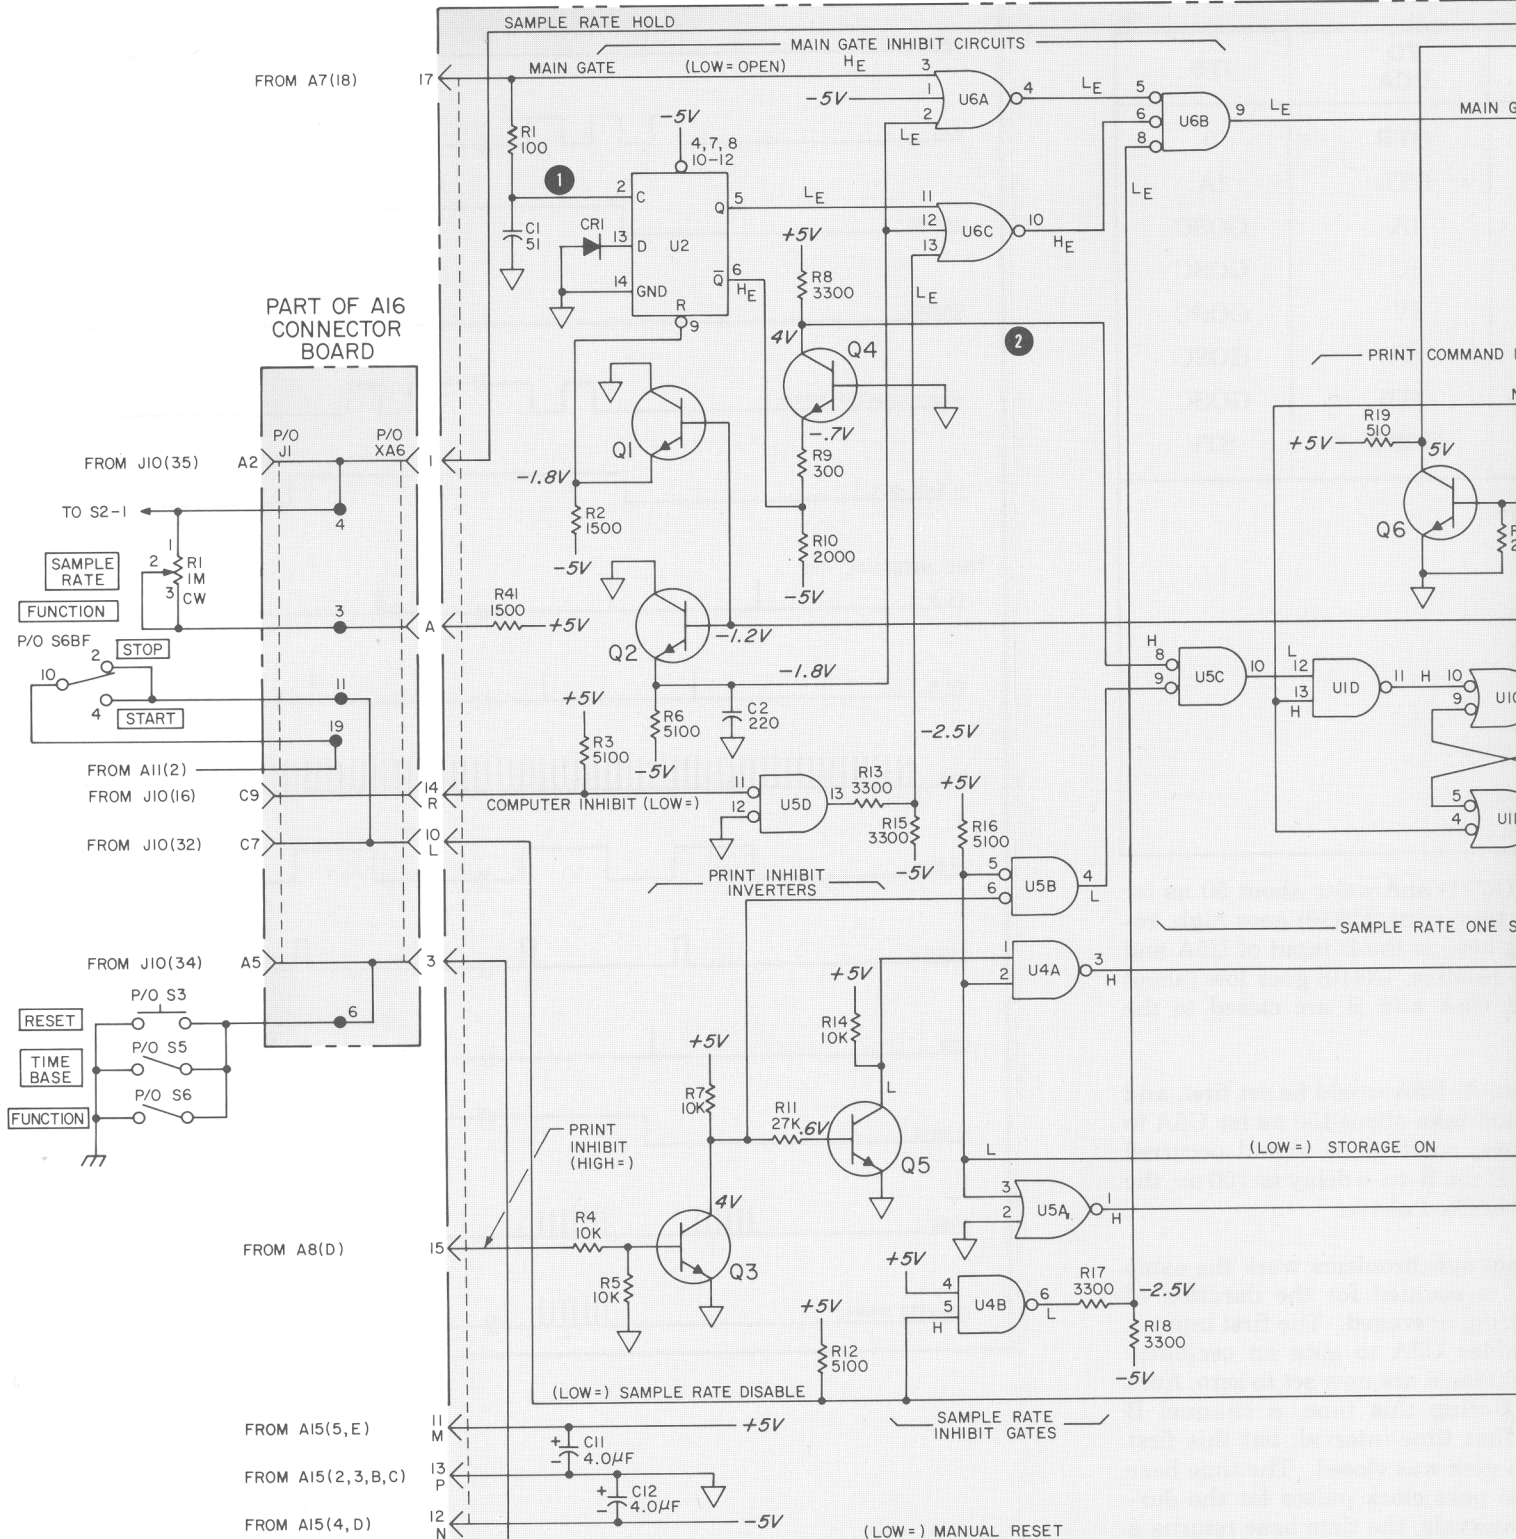 SAMPLE RATE HOLD
MAIN GATE INHIBIT CIRCUITS
FROM A7(18)
17
MAIN GATE
(LOW=OPEN)
HE
3
-5V
1
2
U6A
4
LE
5
6
8
U6B
9
LE
MAIN G
LE
R1
100
-5V
4, 7, 8
10-12
1
2
C
Q
5
LE
11
12
13
U6C
10
HE
LE
C1
51
CR1
13
D
U2
14
GND
Q
6
HE
R
9
+5V
R8
3300
LE
PART OF A16
CONNECTOR
BOARD
4V
Q4
2
PRINT COMMAND
Q1
-.7V
R9
300
R19
510
+5V
5V
P/O
J1
P/O
XA6
FROM J10(35)
A2
1
-1.8V
TO S2-1
4
R2
1500
R10
2000
Q6
R
2
-5V
-5V
SAMPLE
RATE
1
2
3
R1
1M
CW
FUNCTION
3
A
R41
1500
+5V
Q2
-1.2V
P/O S6BF
10
2
STOP
4
START
11
19
-1.8V
H
8
9
U5C
10
L
12
13
H
U1D
11
H
10
9
U1C
+5V
R3
5100
R6
5100
C2
220
-5V
-2.5V
FROM A11(2)
FROM J10(16)
C9
14
R
COMPUTER INHIBIT (LOW=)
11
12
U5D
13
R13
3300
R15
3300
-5V
+5V
R16
5100
5
4
FROM J10(32)
C7
10
L
PRINT INHIBIT
INVERTERS
5
6
U5B
4
L
SAMPLE RATE ONE S
FROM J10(34)
A5
3
1
2
U4A
3
H
P/O S3
RESET
6
P/O S5
TIME
BASE
P/O S6
FUNCTION
+5V
R14
10K
+5V
R7
10K
L
PRINT
INHIBIT
(HIGH=)
R11
27K
.6V
Q5
L
(LOW=) STORAGE ON
4V
3
2
U5A
1
H
FROM A8(D)
15
R4
10K
R5
10K
Q3
+5V
4
5
H
U4B
6
L
R17
3300
-2.5V
R18
3300
-5V
+5V
R12
5100
(LOW=) SAMPLE RATE DISABLE
SAMPLE RATE
INHIBIT GATES
FROM A15(5,E)
11
M
+5V
+
-
C11
4.0µF
FROM A15(2,3,B,C)
13
P
+
-
C12
4.0µF
FROM A15(4,D)
12
N
-5V
(LOW=) MANUAL RESET